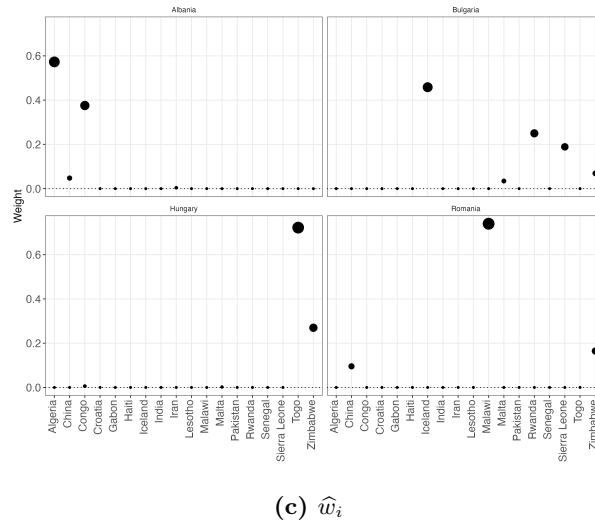 Albania Bulgaria
0.6
0.4
0.2
0.0
Weight
Hungary Romania
0.6
0.4
0.2
0.0
Algeria China Congo Croatia Gabon Haiti Iceland India Iran Lesotho Malawi Malta Pakistan Rwanda Senegal Sierra Leone Togo Zimbabwe Algeria China Congo Croatia Gabon Haiti Iceland India Iran Lesotho Malawi Malta Pakistan Rwanda Senegal Sierra Leone Togo Zimbabwe
(c) ŵᵢ